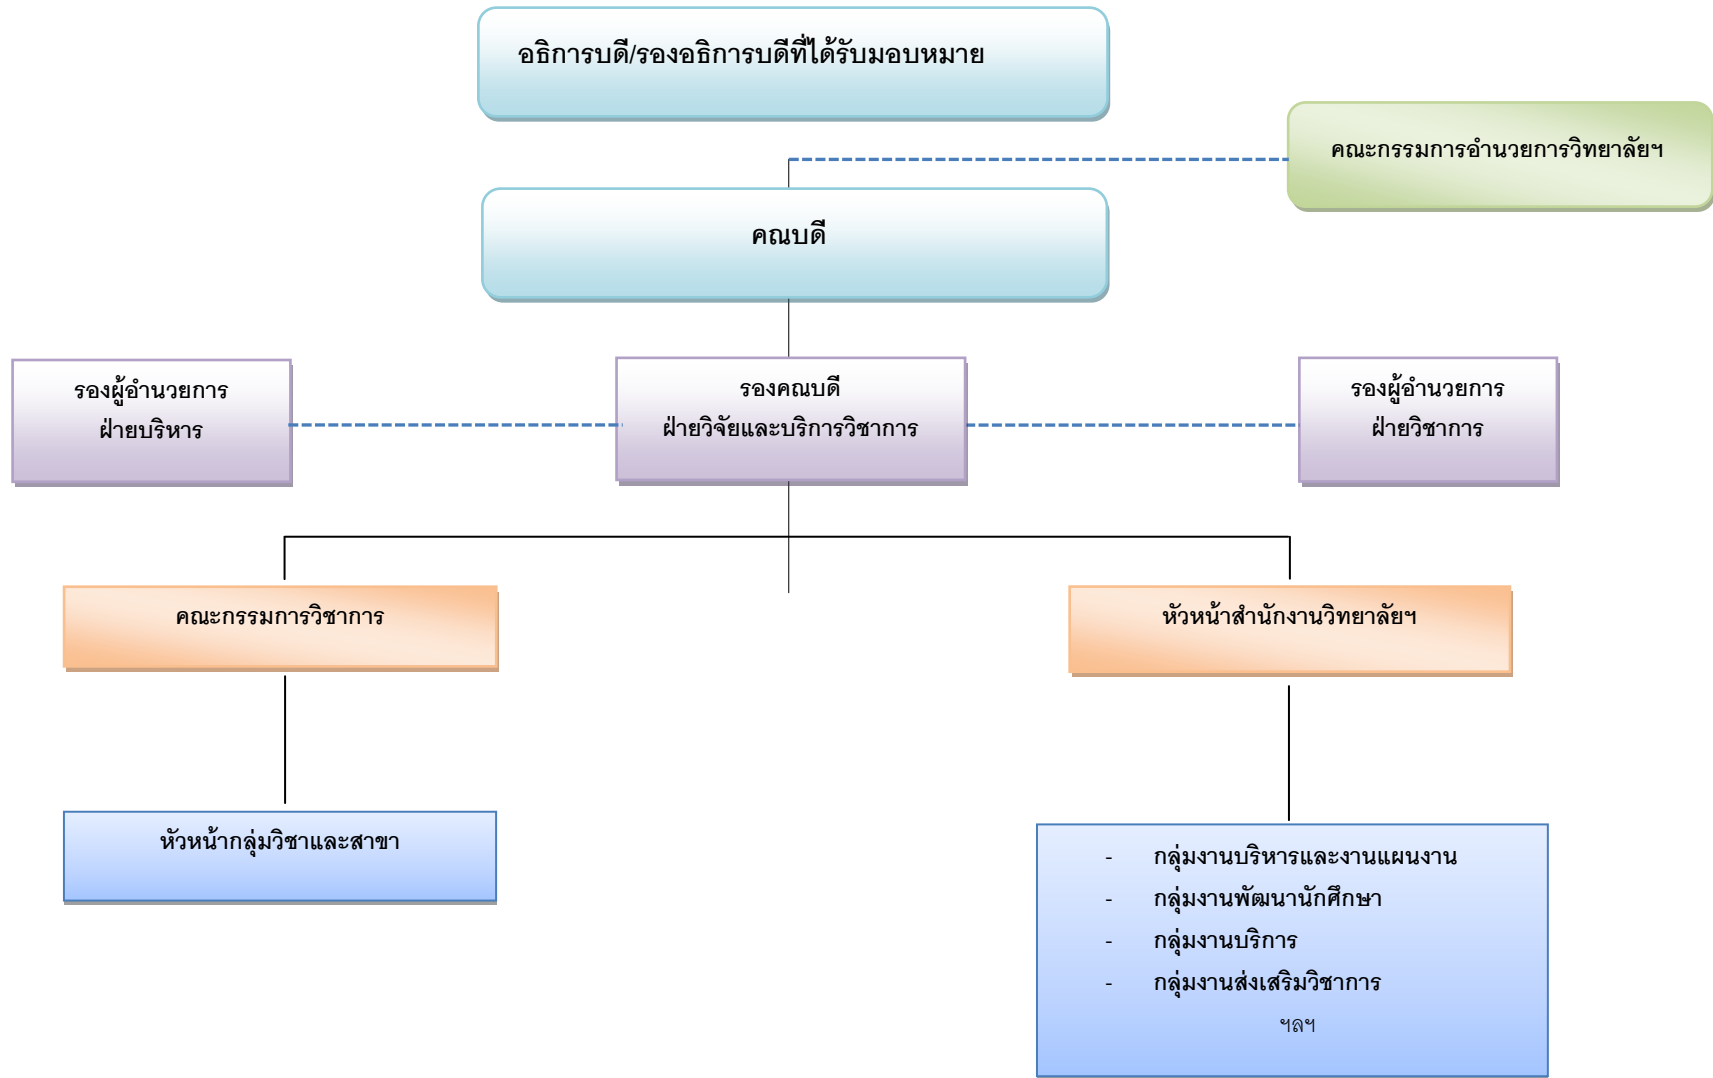 อธิการบดี/รองอธิการบดีที่ได้รับมอบหมาย
คณะกรรมการอำนวยการวิทยาลัยฯ
คณบดี
รองผู้อำนวยการ
ฝ่ายบริหาร
รองคณบดี
ฝ่ายวิจัยและบริการวิชาการ
รองผู้อำนวยการ
ฝ่ายวิชาการ
คณะกรรมการวิชาการ
หัวหน้าสำนักงานวิทยาลัยฯ
หัวหน้ากลุ่มวิชาและสาขา
- กลุ่มงานบริหารและงานแผนงาน
- กลุ่มงานพัฒนานักศึกษา
- กลุ่มงานบริการ
- กลุ่มงานส่งเสริมวิชาการ
ฯลฯ